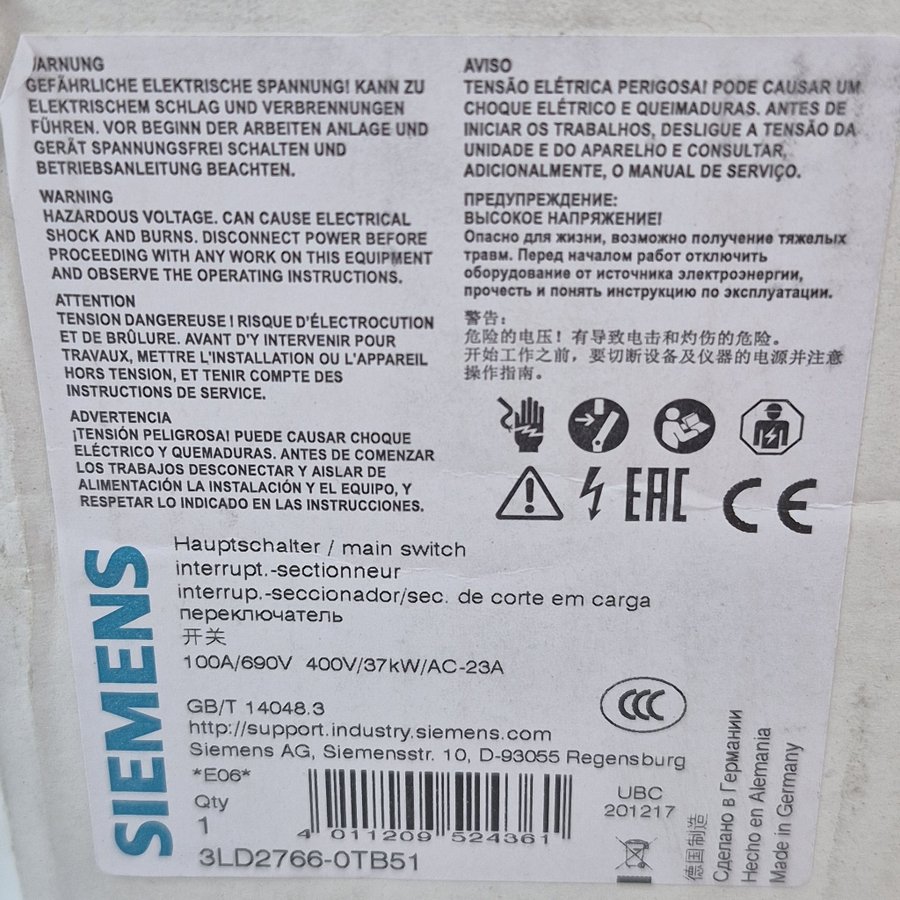 ARNUNG
GEFÄHRLICHE ELEKTRISCHE SPANNUNG! KANN ZU
ELEKTRISCHEM SCHLAG UND VERBRENNUNGEN
FÜHREN. VOR BEGINN DER ARBEITEN ANLAGE UND
GERÄT SPANNUNGSFREI SCHALTEN UND
BETRIEBSANLEITUNG BEACHTEN.
WARNING
HAZARDOUS VOLTAGE. CAN CAUSE ELECTRICAL
SHOCK AND BURNS. DISCONNECT POWER BEFORE
PROCEEDING WITH ANY WORK ON THIS EQUIPMENT
AND OBSERVE THE OPERATING INSTRUCTIONS.
ATTENTION
TENSION DANGEREUSE ! RISQUE D'ÉLECTROCUTION
ET DE BRÛLURE. AVANT D'Y INTERVENIR POUR
TRAVAUX, METTRE L'INSTALLATION OU L'APPAREIL
HORS TENSION, ET TENIR COMPTE DES
INSTRUCTIONS DE SERVICE.
ADVERTENCIA
¡TENSIÓN PELIGROSA! PUEDE CAUSAR CHOQUE
ELÉCTRICO Y QUEMADURAS. ANTES DE COMENZAR
LOS TRABAJOS DESCONECTAR Y AISLAR DE
ALIMENTACIÓN LA INSTALACIÓN Y EL EQUIPO, Y
RESPETAR LO INDICADO EN LAS INSTRUCCIONES.
AVISO
TENSÃO ELÉTRICA PERIGOSA! PODE CAUSAR UM
CHOQUE ELÉTRICO E QUEIMADURAS. ANTES DE
INICIAR OS TRABALHOS, DESLIGUE A TENSÃO DA
UNIDADE E DO APARELHO E CONSULTAR,
ADICIONALMENTE, O MANUAL DE SERVIÇO.
ПРЕДУПРЕЖДЕНИЕ:
ВЫСОКОЕ НАПРЯЖЕНИЕ!
Опасно для жизни, возможно получение тяжелых
травм. Перед началом работ отключить
оборудование от источника электроэнергии,
прочесть и понять инструкцию по эксплуатации.
警告:
危险的电压! 有导致电击和灼伤的危险。
开始工作之前, 要切断设备及仪器的电源并注意
操作指南。
EAC
CE
SIEMENS
Hauptschalter / main switch
interrupt.-sectionneur
interrup.-seccionador/sec. de corte em carga
переключатель
开关
100A/690V 400V/37kW/AC-23A
GB/T 14048.3
http://support.industry.siemens.com
Siemens AG, Siemensstr. 10, D-93055 Regensburg
CCC
*E06*
Qty
1
4 011209 524361
3LD2766-0TB51
UBC
201217
德国制造
Сделано в Германии
Hecho en Alemania
Made in Germany